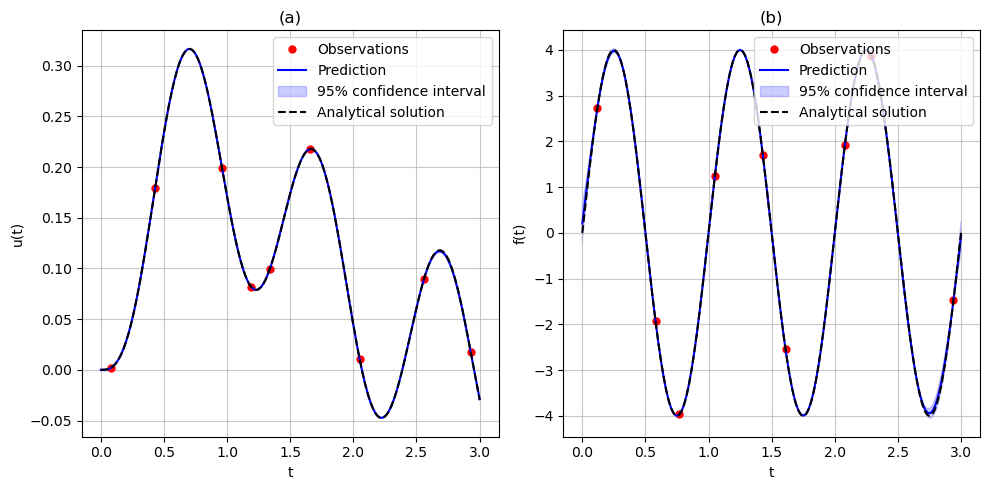 (a)
Observations
Prediction
95% confidence interval
Analytical solution
0.30
0.25
0.20
0.15
0.10
0.05
0.00
−0.05
u(t)
0.0 0.5 1.0 1.5 2.0 2.5 3.0
t
(b)
Observations
Prediction
95% confidence interval
Analytical solution
4
3
2
1
0
−1
−2
−3
−4
f(t)
0.0 0.5 1.0 1.5 2.0 2.5 3.0
t